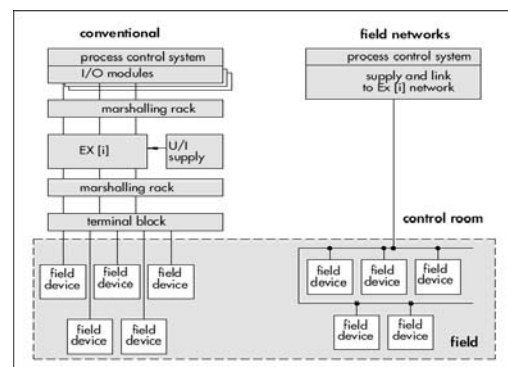 conventional
process control system
I/O modules
marshalling rack
EX [i]
U/I
supply
marshalling rack
terminal block
field networks
process control system
supply and link
to Ex [i] network
control room
field
device
field
device
field
device
field
device
field
device
field
device
field
device
field
device
field
device
field
device
field